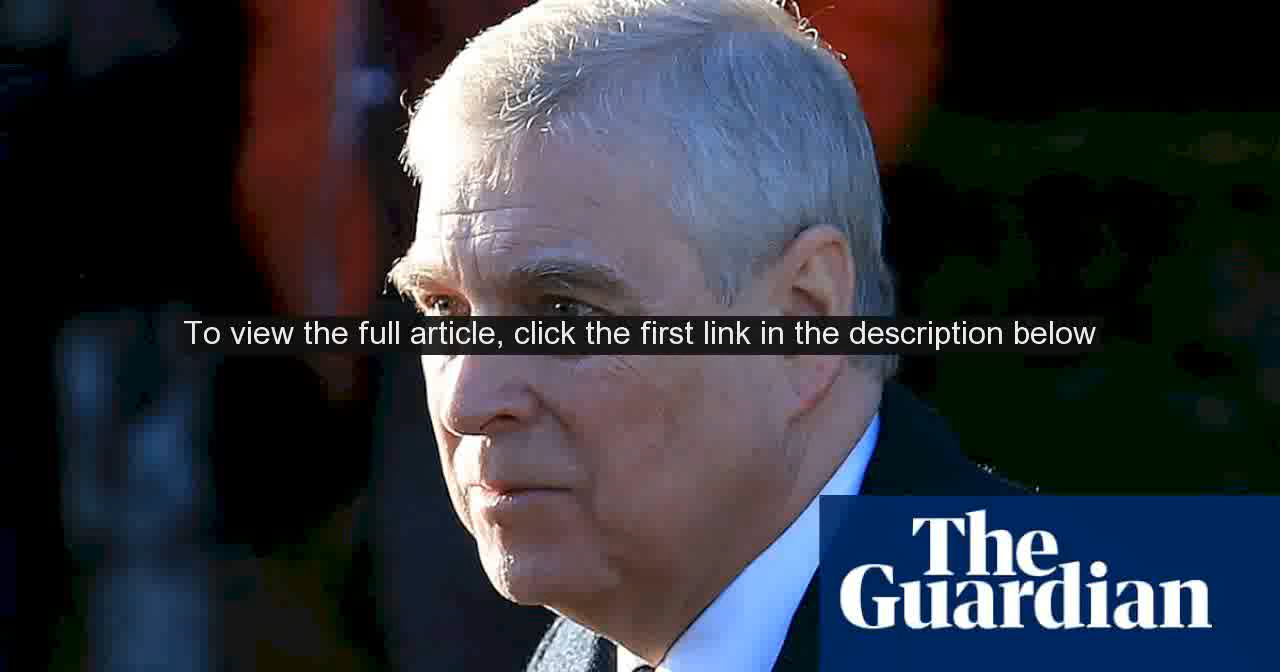 To view the full article, click the first link in the description below
The
Guardian